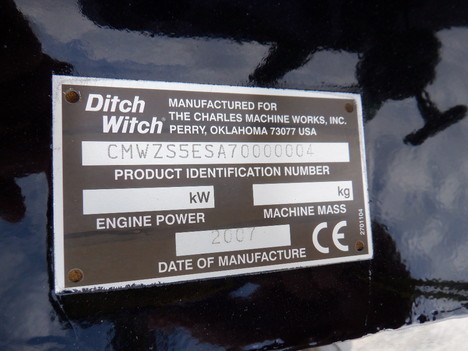 Ditch Witch
MANUFACTURED FOR
THE CHARLES MACHINE WORKS, INC.
PERRY, OKLAHOMA 73077 USA
CMWZS5ESA70000004
PRODUCT IDENTIFICATION NUMBER
kW
kg
ENGINE POWER
MACHINE MASS
2007
CE
DATE OF MANUFACTURE
2701104